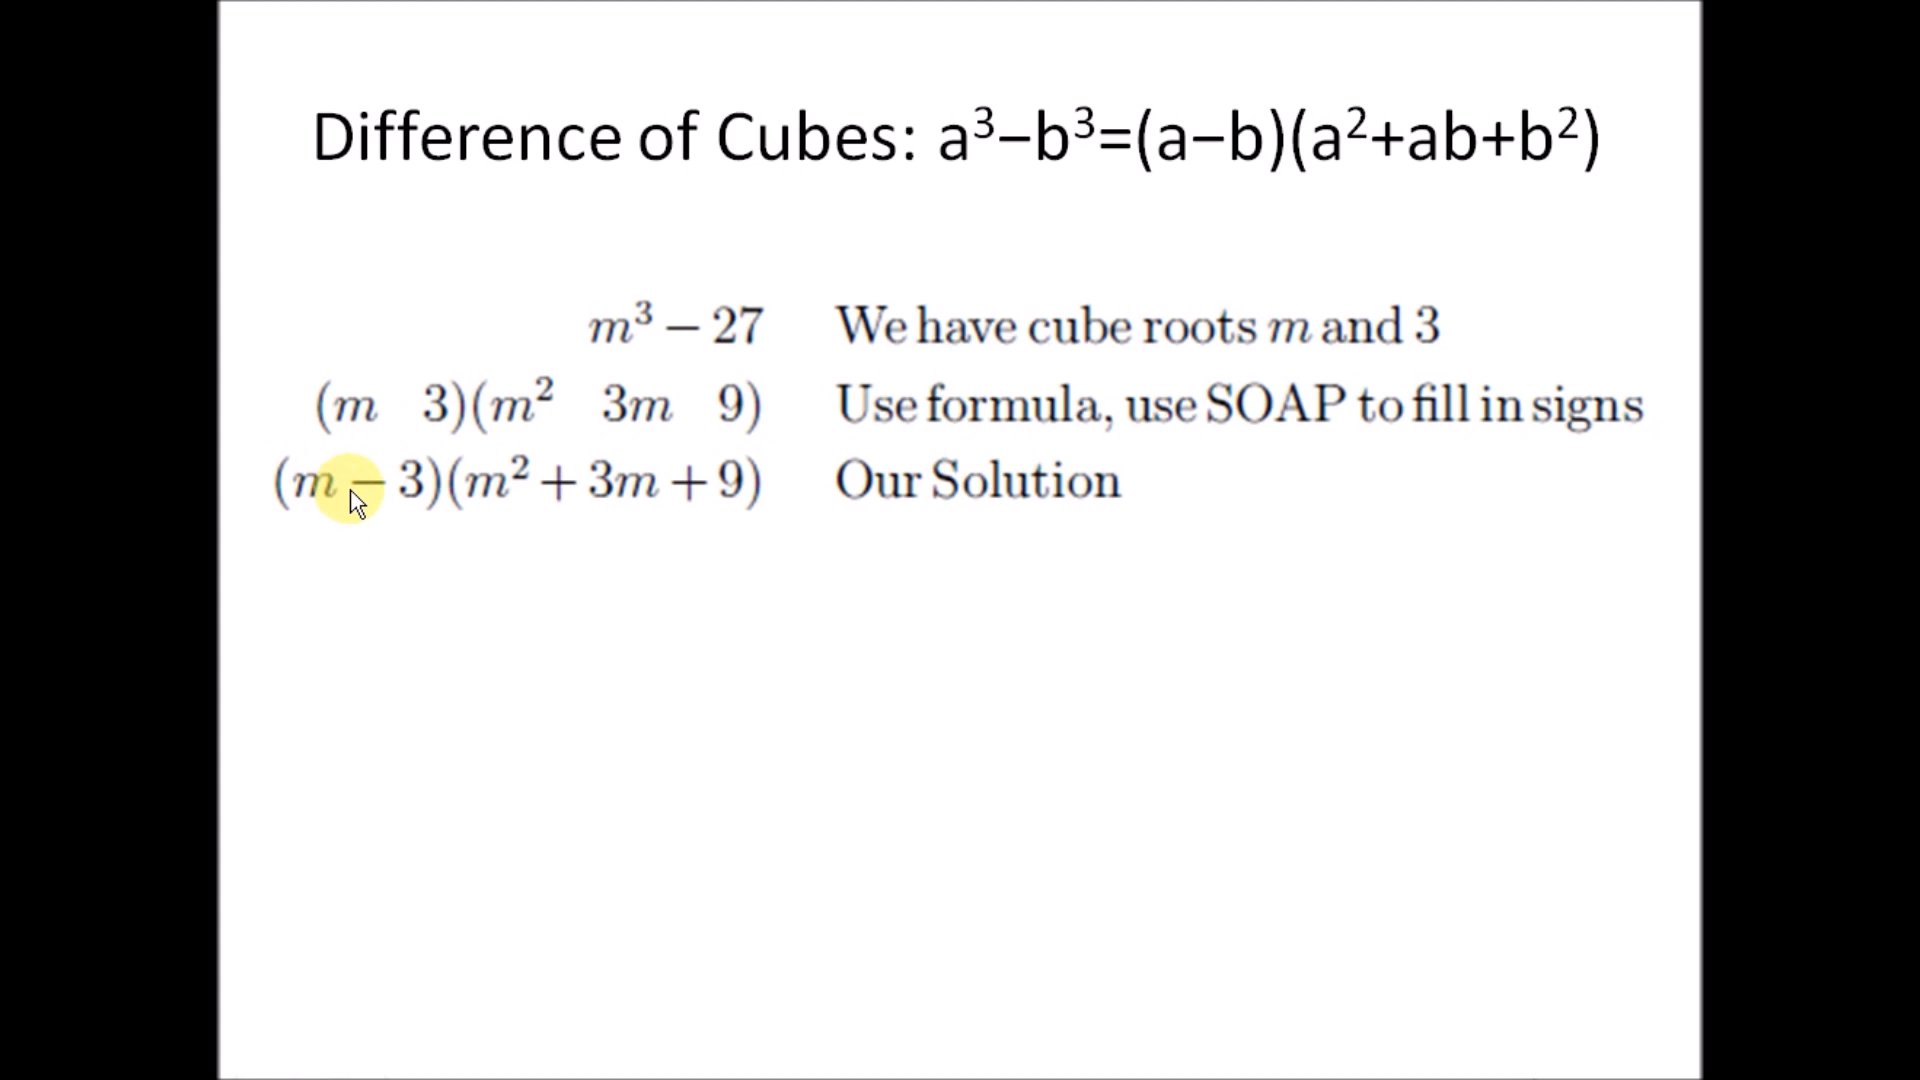 Difference of Cubes: a³–b³=(a–b)(a²+ab+b²)
m³ − 27 We have cube roots m and 3
(m 3)(m² 3m 9) Use formula, use SOAP to fill in signs
(m − 3)(m² + 3m + 9) Our Solution